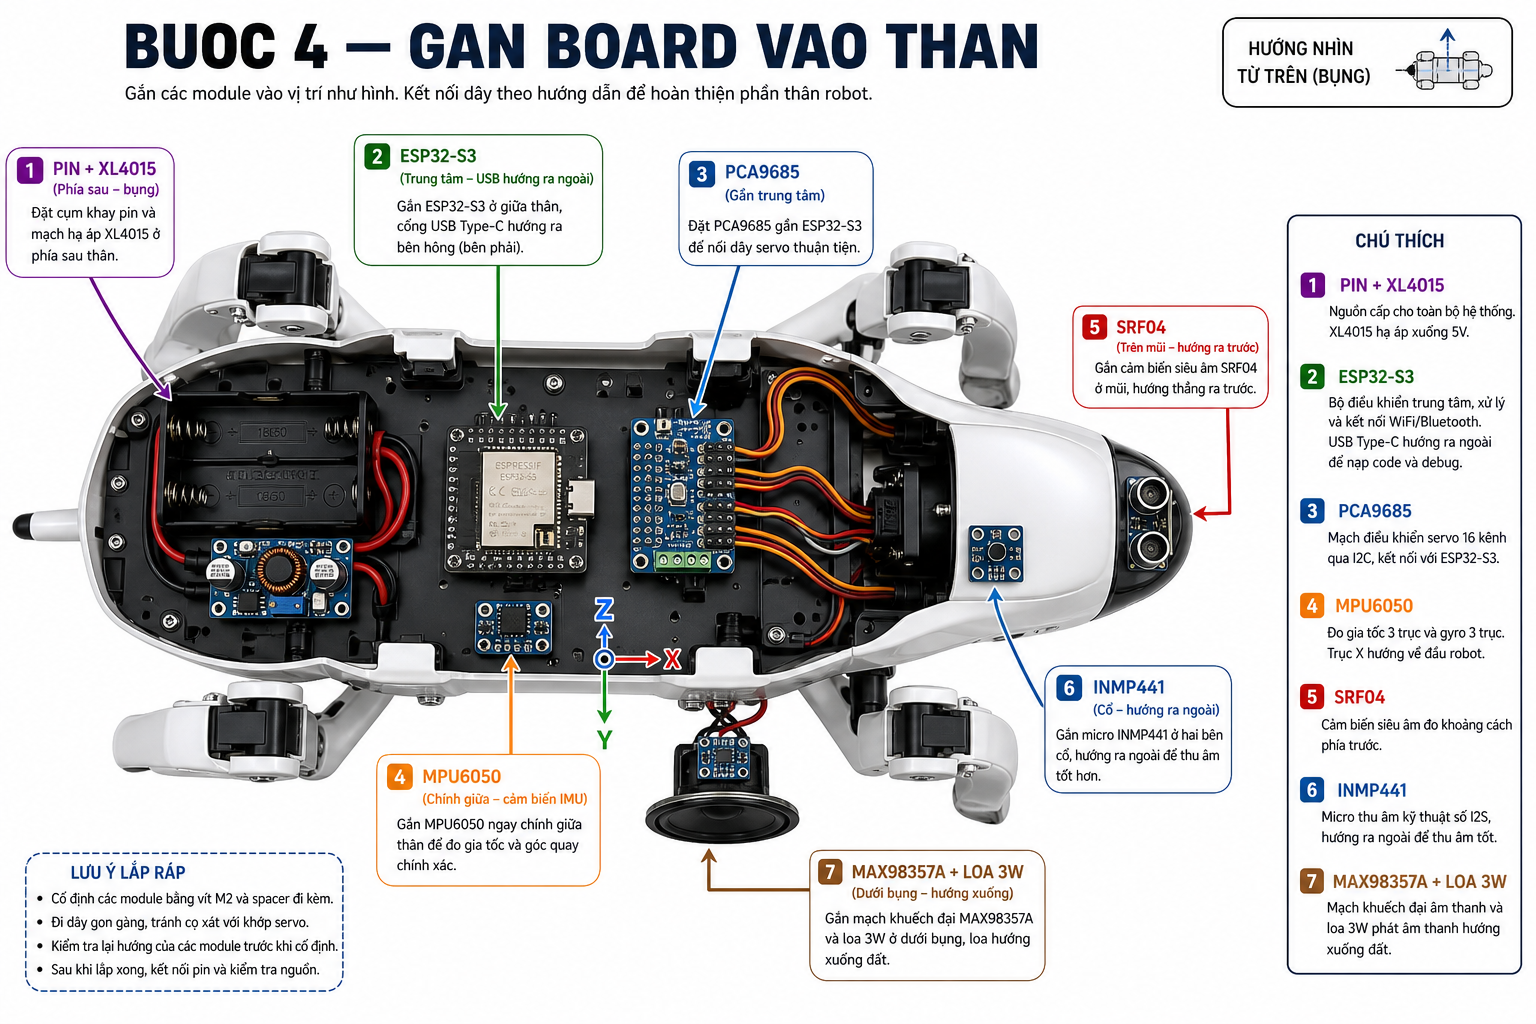 BUOC 4 — GAN BOARD VAO THAN
Gắn các module vào vị trí như hình. Kết nối dây theo hướng dẫn để hoàn thiện phần thân robot.
HƯỚNG NHÌN
TỪ TRÊN (BỤNG)
1 PIN + XL4015
(Phía sau – bụng)
Đặt cụm khay pin và
mạch hạ áp XL4015 ở
phía sau thân.
2 ESP32-S3
(Trung tâm – USB hướng ra ngoài)
Gắn ESP32-S3 ở giữa thân,
cổng USB Type-C hướng ra
bên hông (bên phải).
3 PCA9685
(Gần trung tâm)
Đặt PCA9685 gần ESP32-S3
để nối dây servo thuận tiện.
5 SRF04
(Trên mũi – hướng ra trước)
Gắn cảm biến siêu âm SRF04
ở mũi, hướng thẳng ra trước.
ESPRESSIF
Z
X
Y
6 INMP441
(Cổ – hướng ra ngoài)
Gắn micro INMP441 ở hai bên
cổ, hướng ra ngoài để thu âm
tốt hơn.
4 MPU6050
(Chính giữa – cảm biến IMU)
Gắn MPU6050 ngay chính giữa
thân để đo gia tốc và góc quay
chính xác.
7 MAX98357A + LOA 3W
(Dưới bụng – hướng xuống)
Gắn mạch khuếch đại MAX98357A
và loa 3W ở dưới bụng, loa hướng
xuống đất.
LƯU Ý LẮP RÁP
• Cố định các module bằng vít M2 và spacer đi kèm.
• Đi dây gọn gàng, tránh cọ xát với khớp servo.
• Kiểm tra lại hướng của các module trước khi cố định.
• Sau khi lắp xong, kết nối pin và kiểm tra nguồn.
CHÚ THÍCH
1 PIN + XL4015
Nguồn cấp cho toàn bộ hệ thống.
XL4015 hạ áp xuống 5V.
2 ESP32-S3
Bộ điều khiển trung tâm, xử lý
và kết nối WiFi/Bluetooth.
USB Type-C hướng ra ngoài
để nạp code và debug.
3 PCA9685
Mạch điều khiển servo 16 kênh
qua I2C, kết nối với ESP32-S3.
4 MPU6050
Đo gia tốc 3 trục và gyro 3 trục.
Trục X hướng về đầu robot.
5 SRF04
Cảm biến siêu âm đo khoảng cách
phía trước.
6 INMP441
Micro thu âm kỹ thuật số I2S,
hướng ra ngoài để thu âm tốt.
7 MAX98357A + LOA 3W
Mạch khuếch đại âm thanh và
loa 3W phát âm thanh hướng
xuống đất.